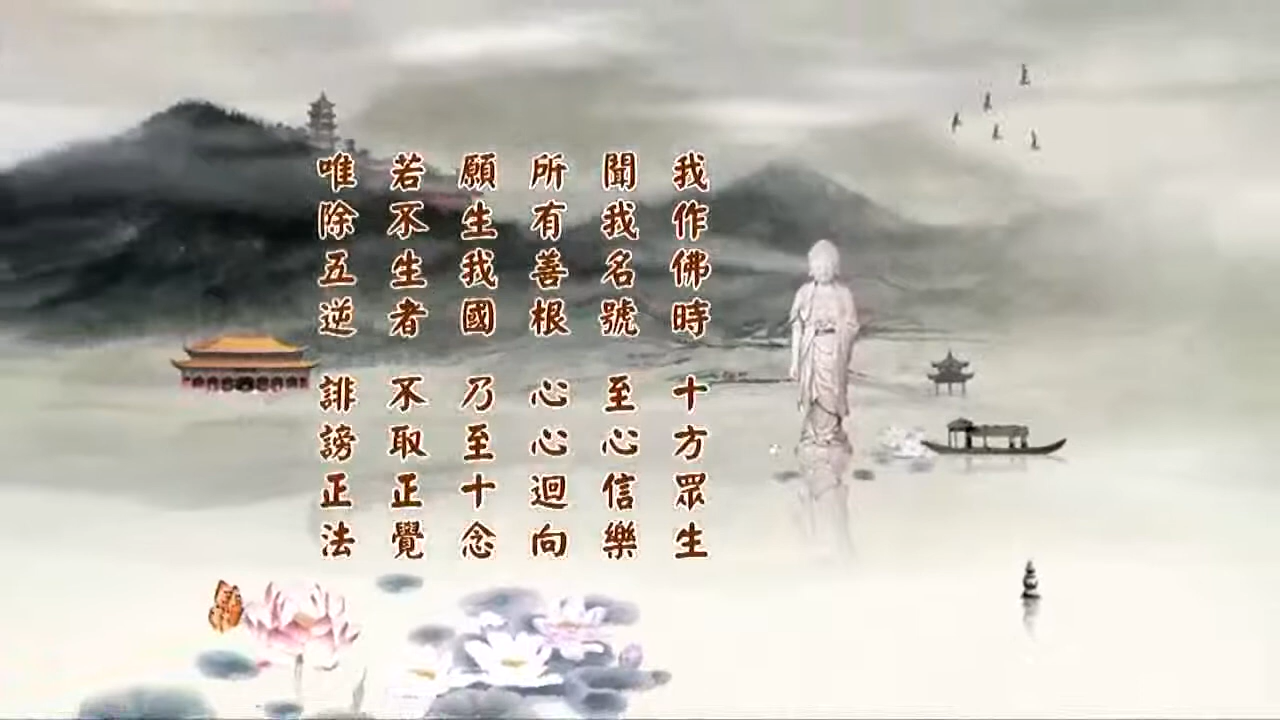 我作佛時 十方眾生
聞我名號 至心信樂
所有善根 心心迴向
願生我國 乃至十念
若不生者 不取正覺
唯除五逆 誹謗正法